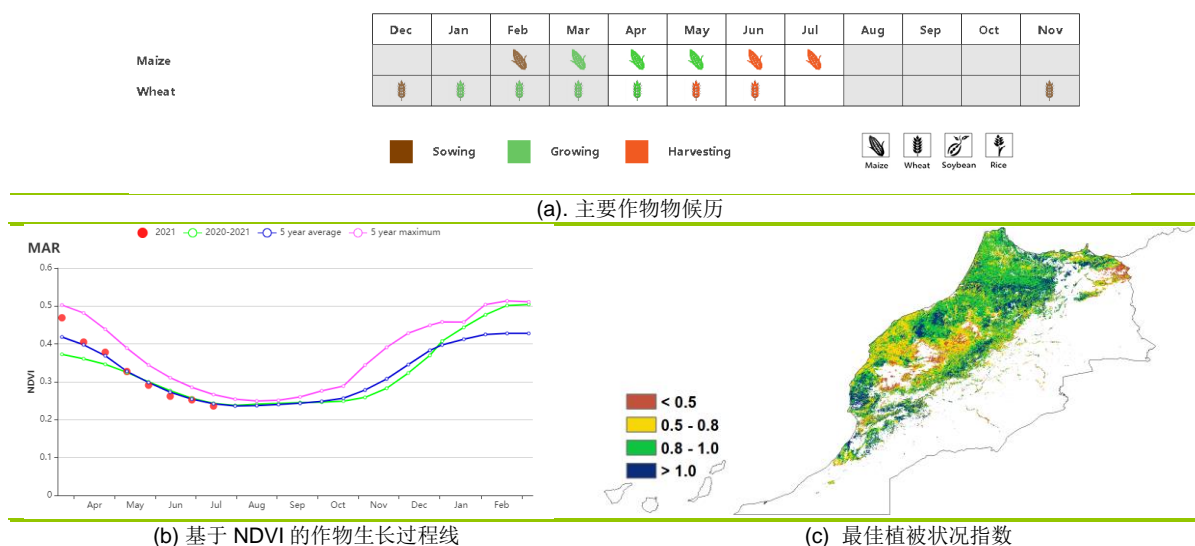 Dec Jan Feb Mar Apr May Jun Jul Aug Sep Oct Nov
Maize
Wheat
Sowing Growing Harvesting
Maize Wheat Soybean Rice
(a). 主要作物物候历
2021 2020-2021 5 year average 5 year maximum
MAR
0.6
0.5
0.4
0.3
0.2
0.1
0
NDVI
Apr May Jun Jul Aug Sep Oct Nov Dec Jan Feb
< 0.5
0.5 - 0.8
0.8 - 1.0
> 1.0
(b) 基于 NDVI 的作物生长过程线
(c) 最佳植被状况指数